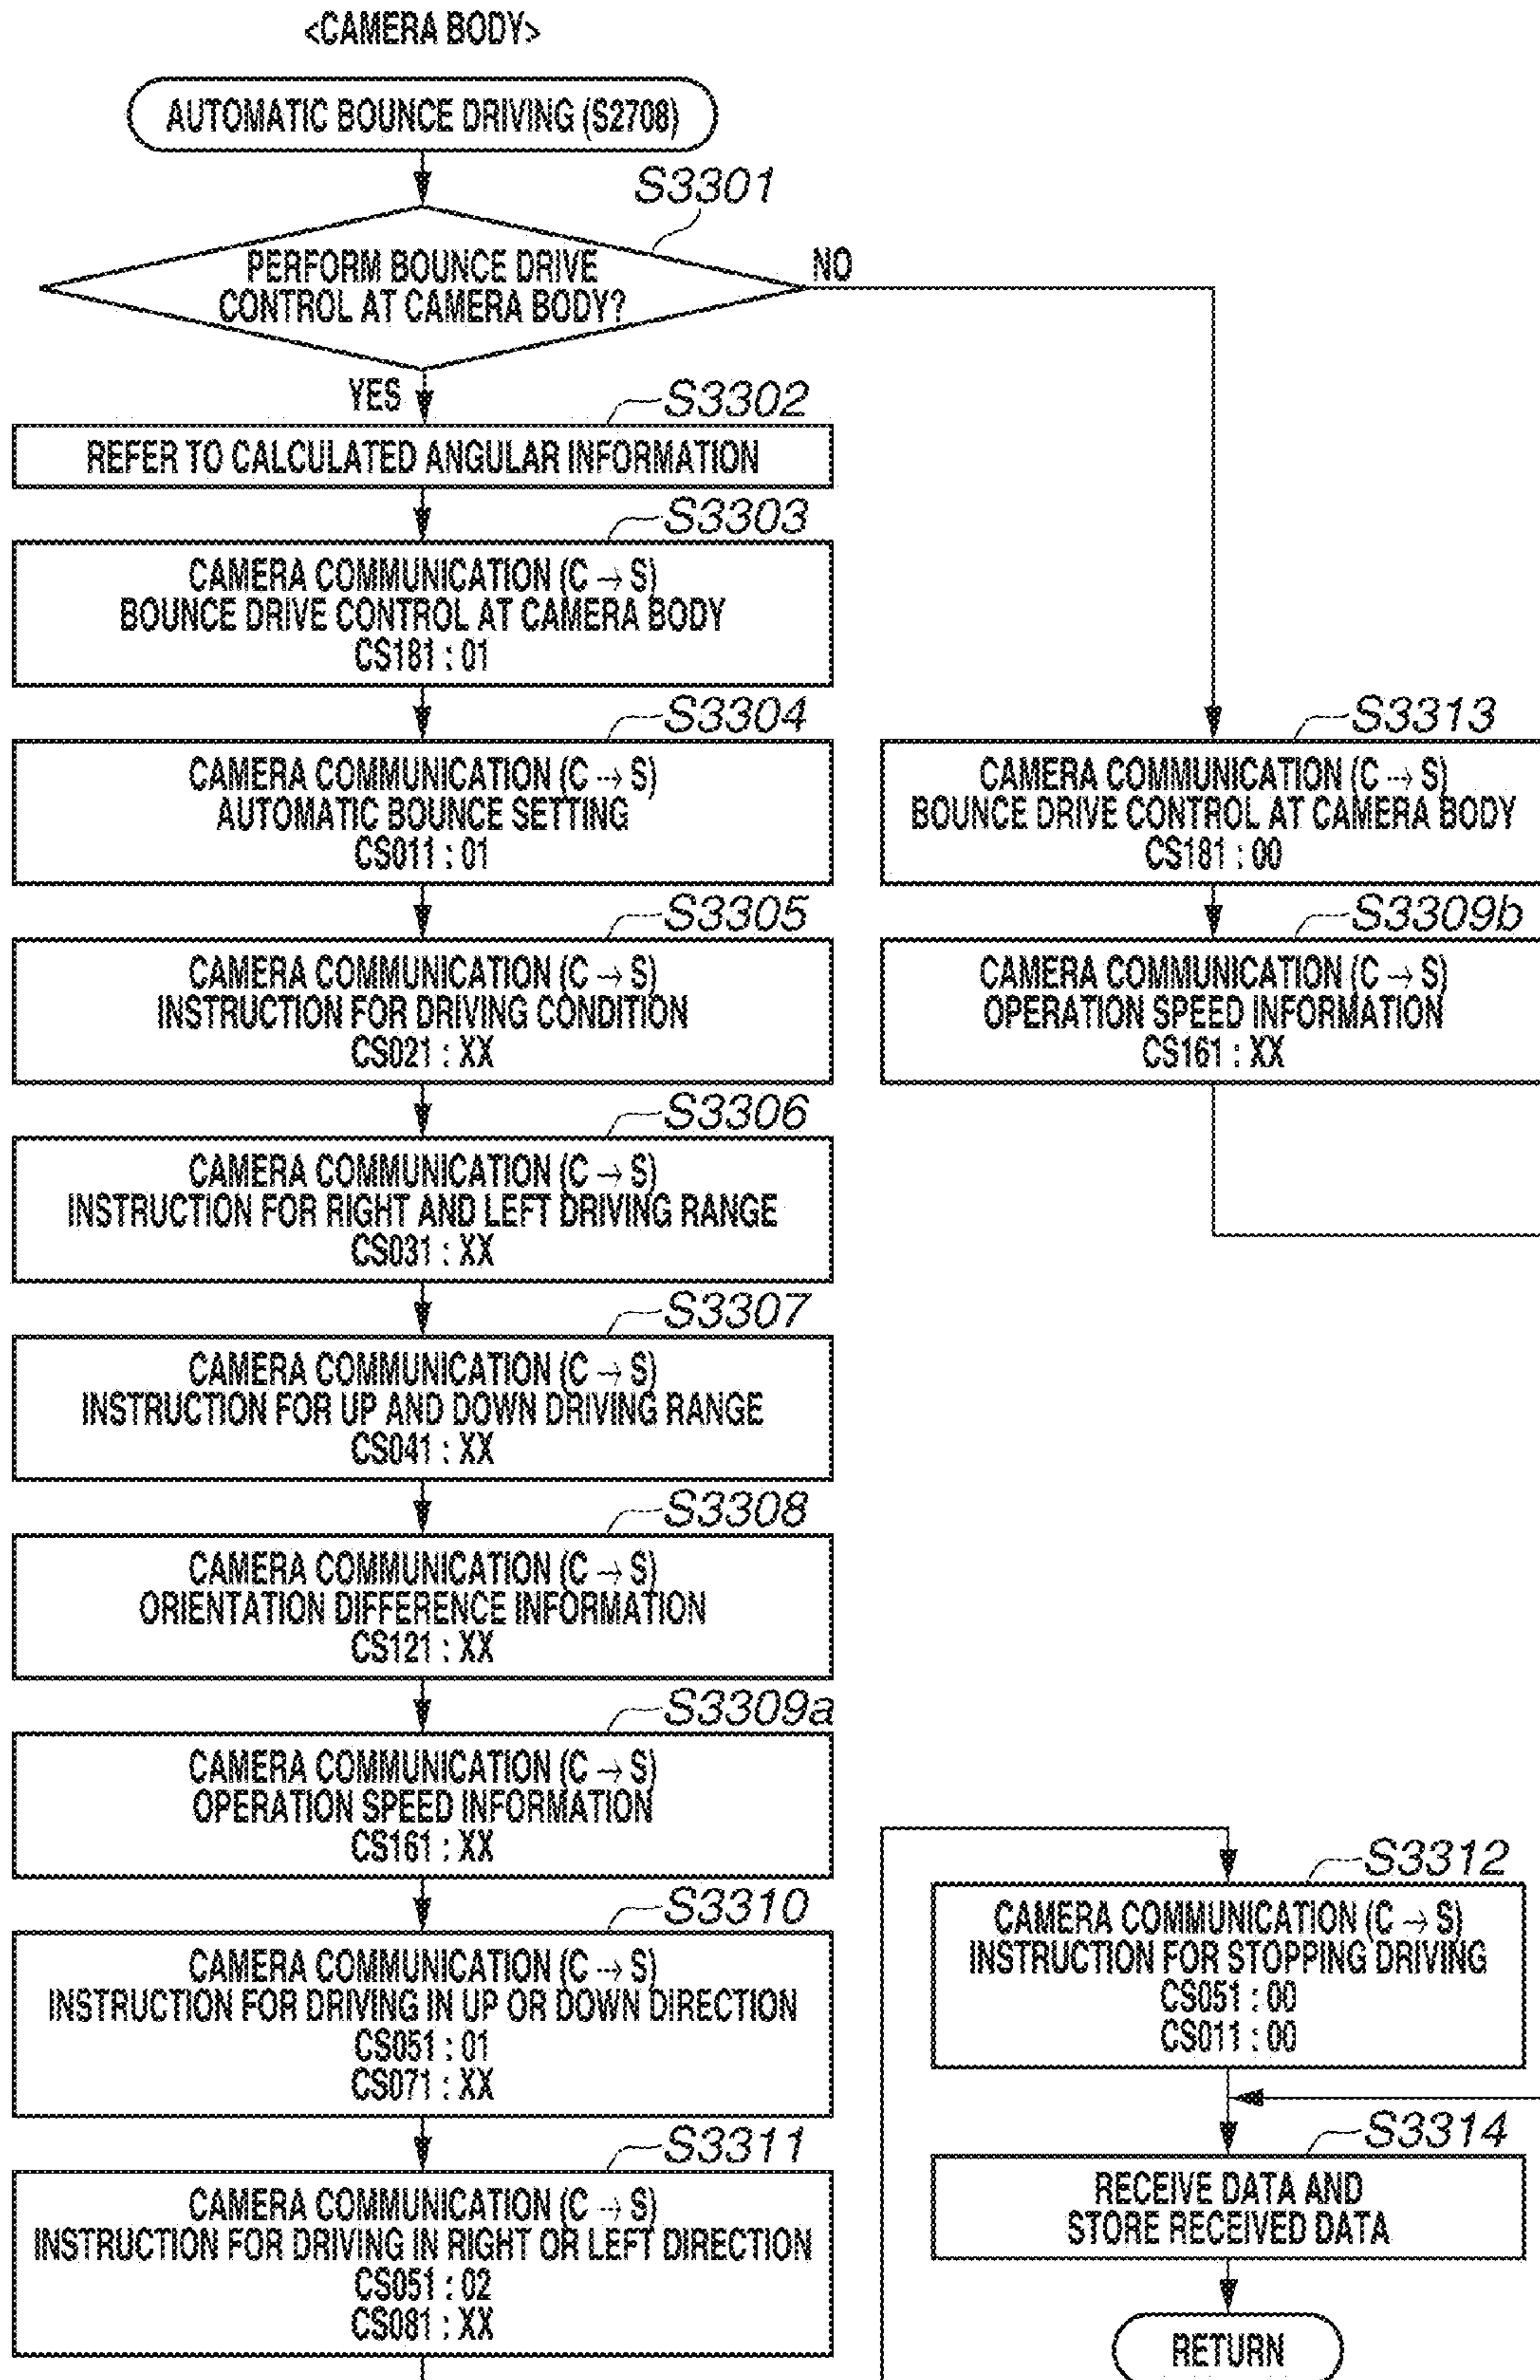 <CAMERA BODY>
AUTOMATIC BOUNCE DRIVING (S2708)
S3301
PERFORM BOUNCE DRIVE
CONTROL AT CAMERA BODY?
NO
YES
S3302
REFER TO CALCULATED ANGULAR INFORMATION
S3303
CAMERA COMMUNICATION (C → S)
BOUNCE DRIVE CONTROL AT CAMERA BODY
CS181 : 01
S3304
CAMERA COMMUNICATION (C → S)
AUTOMATIC BOUNCE SETTING
CS011 : 01
S3305
CAMERA COMMUNICATION (C → S)
INSTRUCTION FOR DRIVING CONDITION
CS021 : XX
S3306
CAMERA COMMUNICATION (C → S)
INSTRUCTION FOR RIGHT AND LEFT DRIVING RANGE
CS031 : XX
S3307
CAMERA COMMUNICATION (C → S)
INSTRUCTION FOR UP AND DOWN DRIVING RANGE
CS041 : XX
S3308
CAMERA COMMUNICATION (C → S)
ORIENTATION DIFFERENCE INFORMATION
CS121 : XX
S3309a
CAMERA COMMUNICATION (C → S)
OPERATION SPEED INFORMATION
CS161 : XX
S3310
CAMERA COMMUNICATION (C → S)
INSTRUCTION FOR DRIVING IN UP OR DOWN DIRECTION
CS051 : 01
CS071 : XX
S3311
CAMERA COMMUNICATION (C → S)
INSTRUCTION FOR DRIVING IN RIGHT OR LEFT DIRECTION
CS051 : 02
CS081 : XX
S3313
CAMERA COMMUNICATION (C → S)
BOUNCE DRIVE CONTROL AT CAMERA BODY
CS181 : 00
S3309b
CAMERA COMMUNICATION (C → S)
OPERATION SPEED INFORMATION
CS161 : XX
S3312
CAMERA COMMUNICATION (C → S)
INSTRUCTION FOR STOPPING DRIVING
CS051 : 00
CS011 : 00
S3314
RECEIVE DATA AND
STORE RECEIVED DATA
RETURN